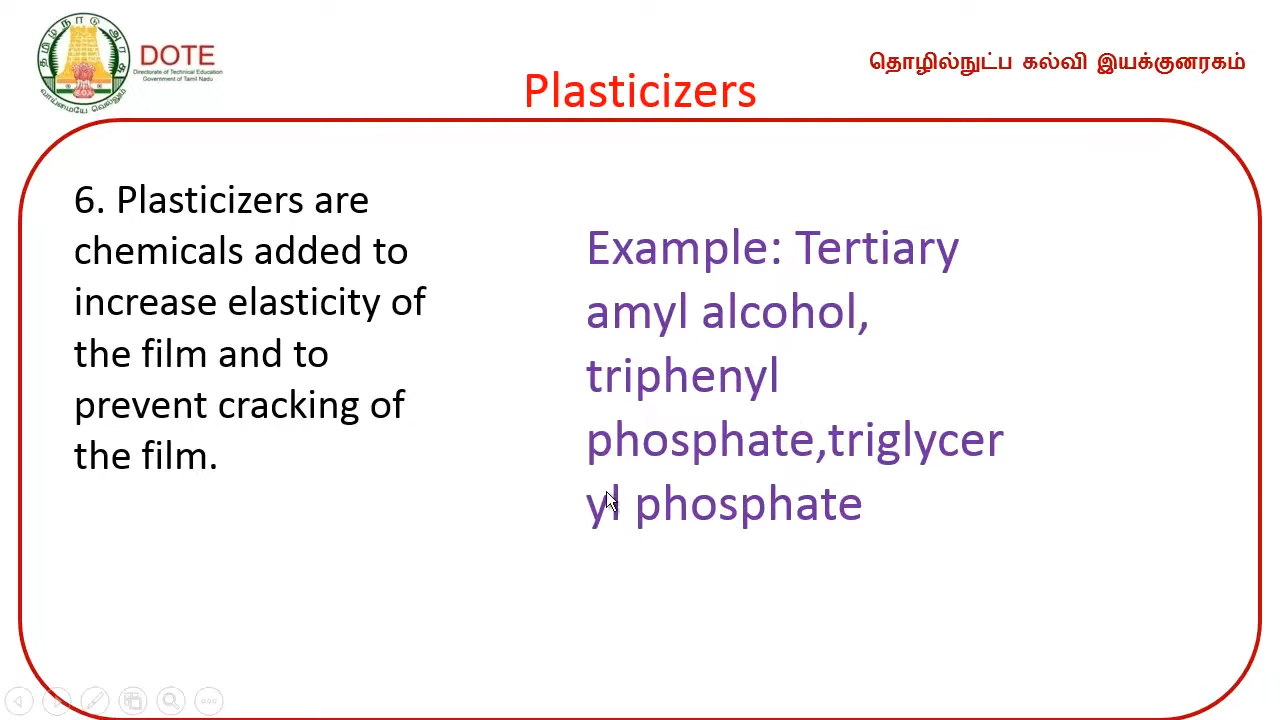 தமிழ்நாடு அரசு
வாய்மையே வெல்லும்
DOTE
Directorate of Technical Education
Government of Tamil Nadu
தொழில்நுட்ப கல்வி இயக்குனரகம்
Plasticizers
6. Plasticizers are
chemicals added to
increase elasticity of
the film and to
prevent cracking of
the film.
Example: Tertiary
amyl alcohol,
triphenyl
phosphate,triglycer
yl phosphate